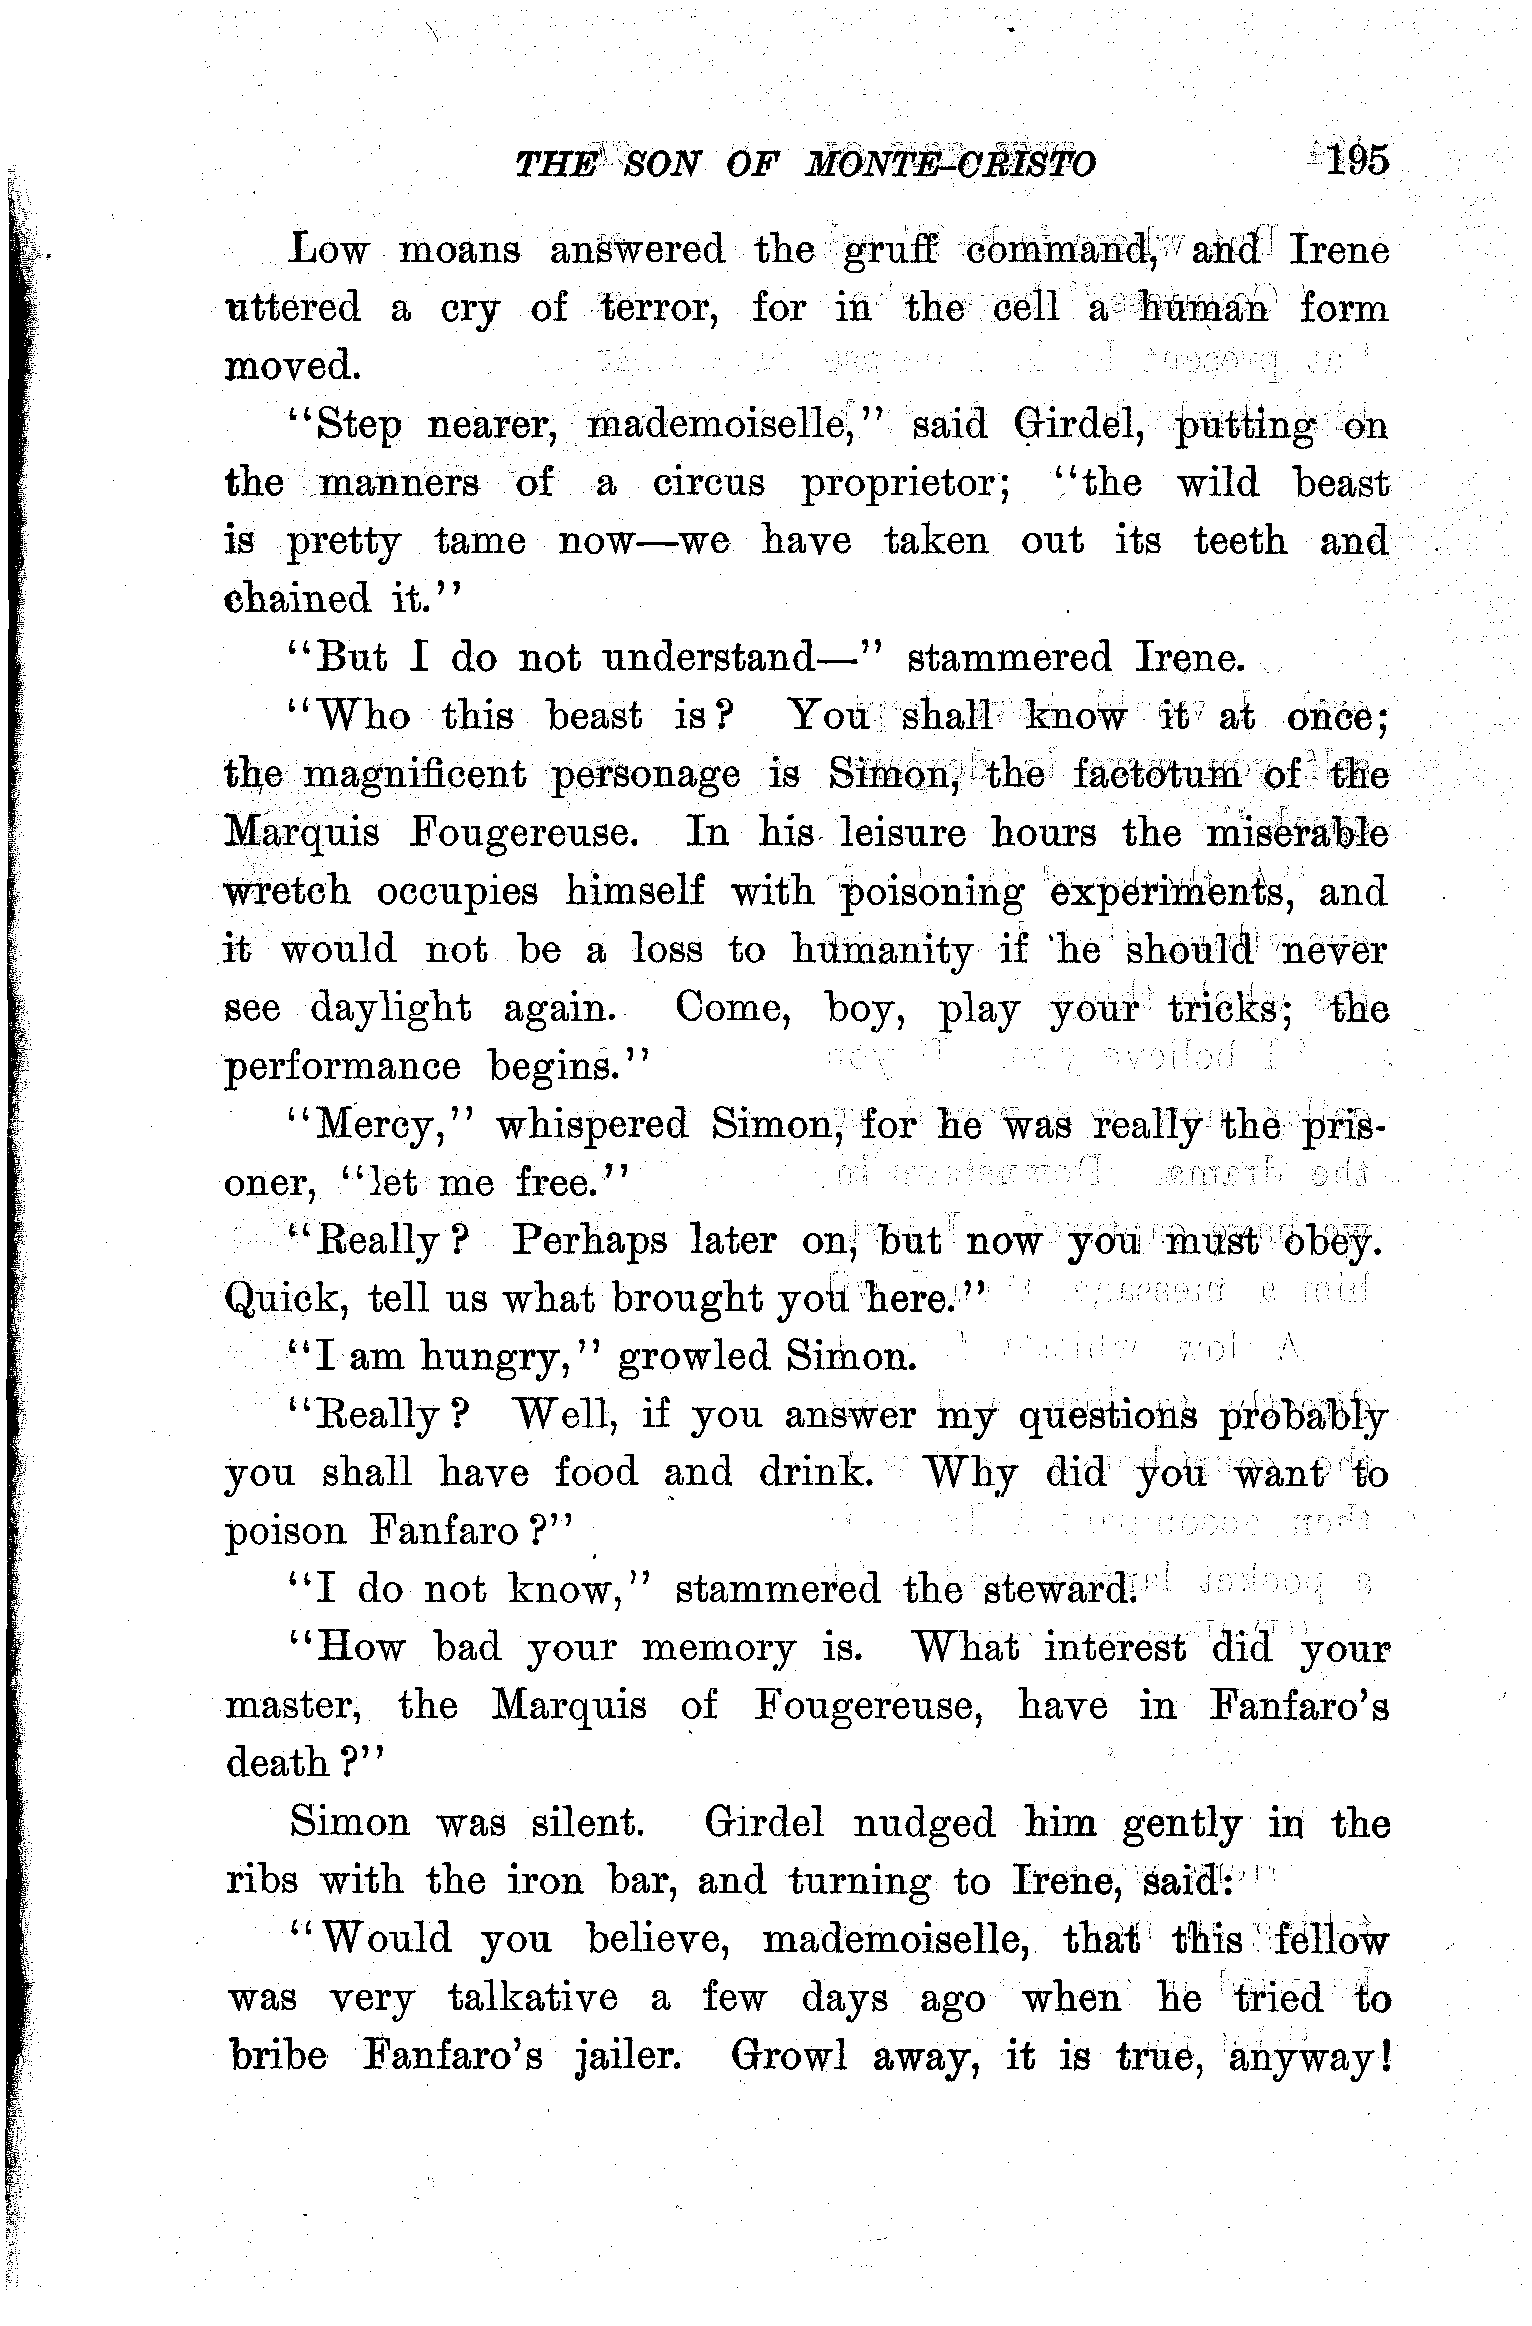 THE SON OF MONTE-CRISTO 195
Low moans answered the gruff command, and Irene
uttered a cry of terror, for in the cell a human form
moved.
"Step nearer, mademoiselle," said Girdel, putting on
the manners of a circus proprietor; "the wild beast
is pretty tame now—we have taken out its teeth and
chained it."
"But I do not understand—" stammered Irene.
"Who this beast is? You shall know it at once;
the magnificent personage is Simon, the factotum of the
Marquis Fougereuse. In his leisure hours the miserable
wretch occupies himself with poisoning experiments, and
it would not be a loss to humanity if he should never
see daylight again. Come, boy, play your tricks; the
performance begins."
"Mercy," whispered Simon, for he was really the pris-
oner, "let me free."
"Really? Perhaps later on, but now you must obey.
Quick, tell us what brought you here."
"I am hungry," growled Simon.
"Really? Well, if you answer my questions probably
you shall have food and drink. Why did you want to
poison Fanfaro?"
"I do not know," stammered the steward.
"How bad your memory is. What interest did your
master, the Marquis of Fougereuse, have in Fanfaro's
death?"
Simon was silent. Girdel nudged him gently in the
ribs with the iron bar, and turning to Irene, said:
"Would you believe, mademoiselle, that this fellow
was very talkative a few days ago when he tried to
bribe Fanfaro's jailer. Growl away, it is true, anyway!